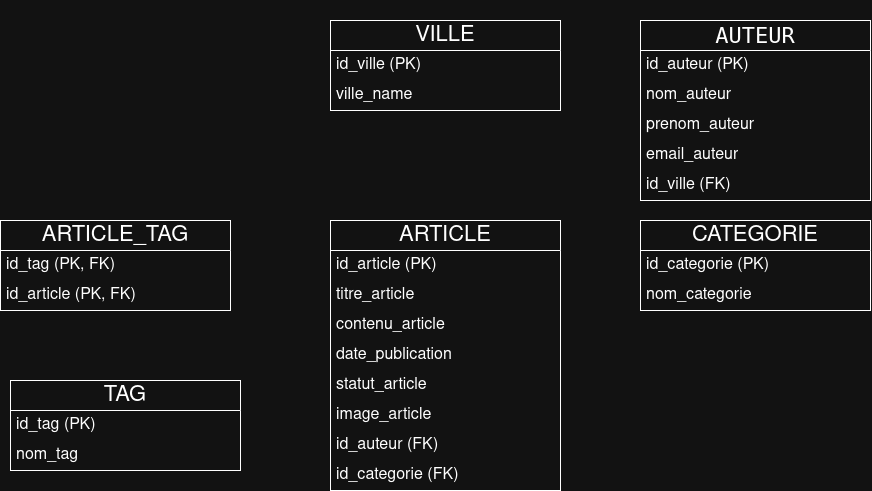 VILLE
id_ville (PK)
ville_name
AUTEUR
id_auteur (PK)
nom_auteur
prenom_auteur
email_auteur
id_ville (FK)
ARTICLE_TAG
id_tag (PK, FK)
id_article (PK, FK)
ARTICLE
id_article (PK)
titre_article
contenu_article
date_publication
statut_article
image_article
id_auteur (FK)
id_categorie (FK)
CATEGORIE
id_categorie (PK)
nom_categorie
TAG
id_tag (PK)
nom_tag